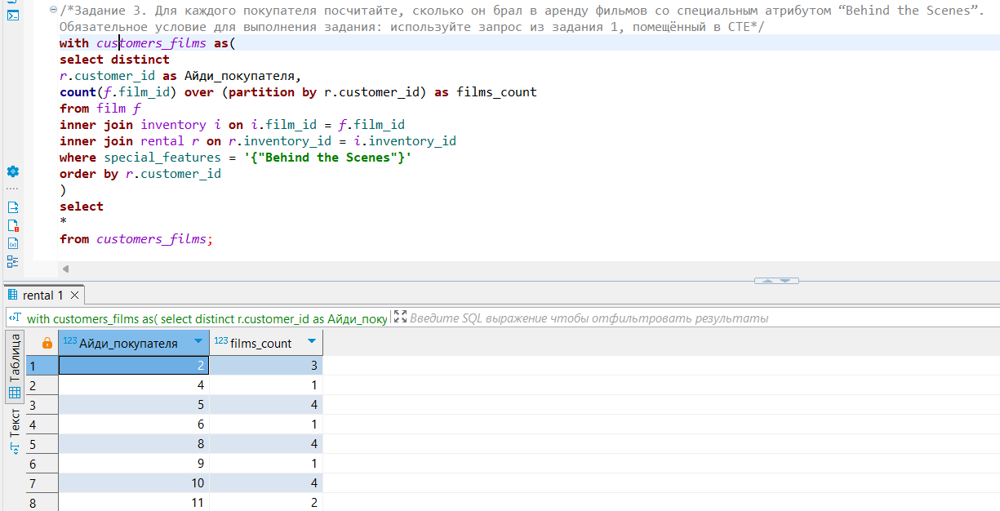 /*Задание 3. Для каждого покупателя посчитайте, сколько он брал в аренду фильмов со специальным атрибутом “Behind the Scenes”.
Обязательное условие для выполнения задания: используйте запрос из задания 1, помещённый в CTE*/
with customers_films as(
select distinct
r.customer_id as Айди_покупателя,
count(f.film_id) over (partition by r.customer_id) as films_count
from film f
inner join inventory i on i.film_id = f.film_id
inner join rental r on r.inventory_id = i.inventory_id
where special_features = '{"Behind the Scenes"}'
order by r.customer_id
)
select
*
from customers_films;
rental 1
with customers_films as( select distinct r.customer_id as Айди_поку
Введите SQL выражение чтобы отфильтровать результаты
Таблица
Текст
123 Айди_покупателя 123 films_count
1 2 3
2 4 1
3 5 4
4 6 1
5 8 4
6 9 1
7 10 4
8 11 2